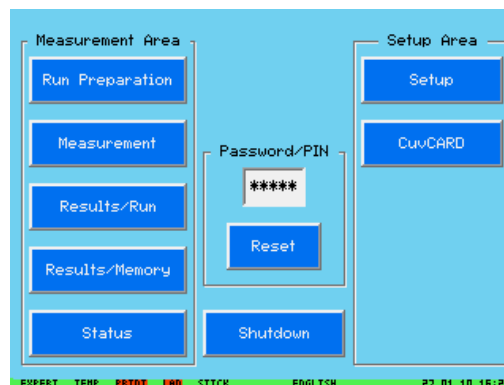 Measurement Area
Run Preparation
Measurement
Results/Run
Results/Memory
Status
Password/PIN
*****
Reset
Shutdown
Setup Area
Setup
CuvCARD
EXPERT TEMP PRINT LAD STICK ENGLISH